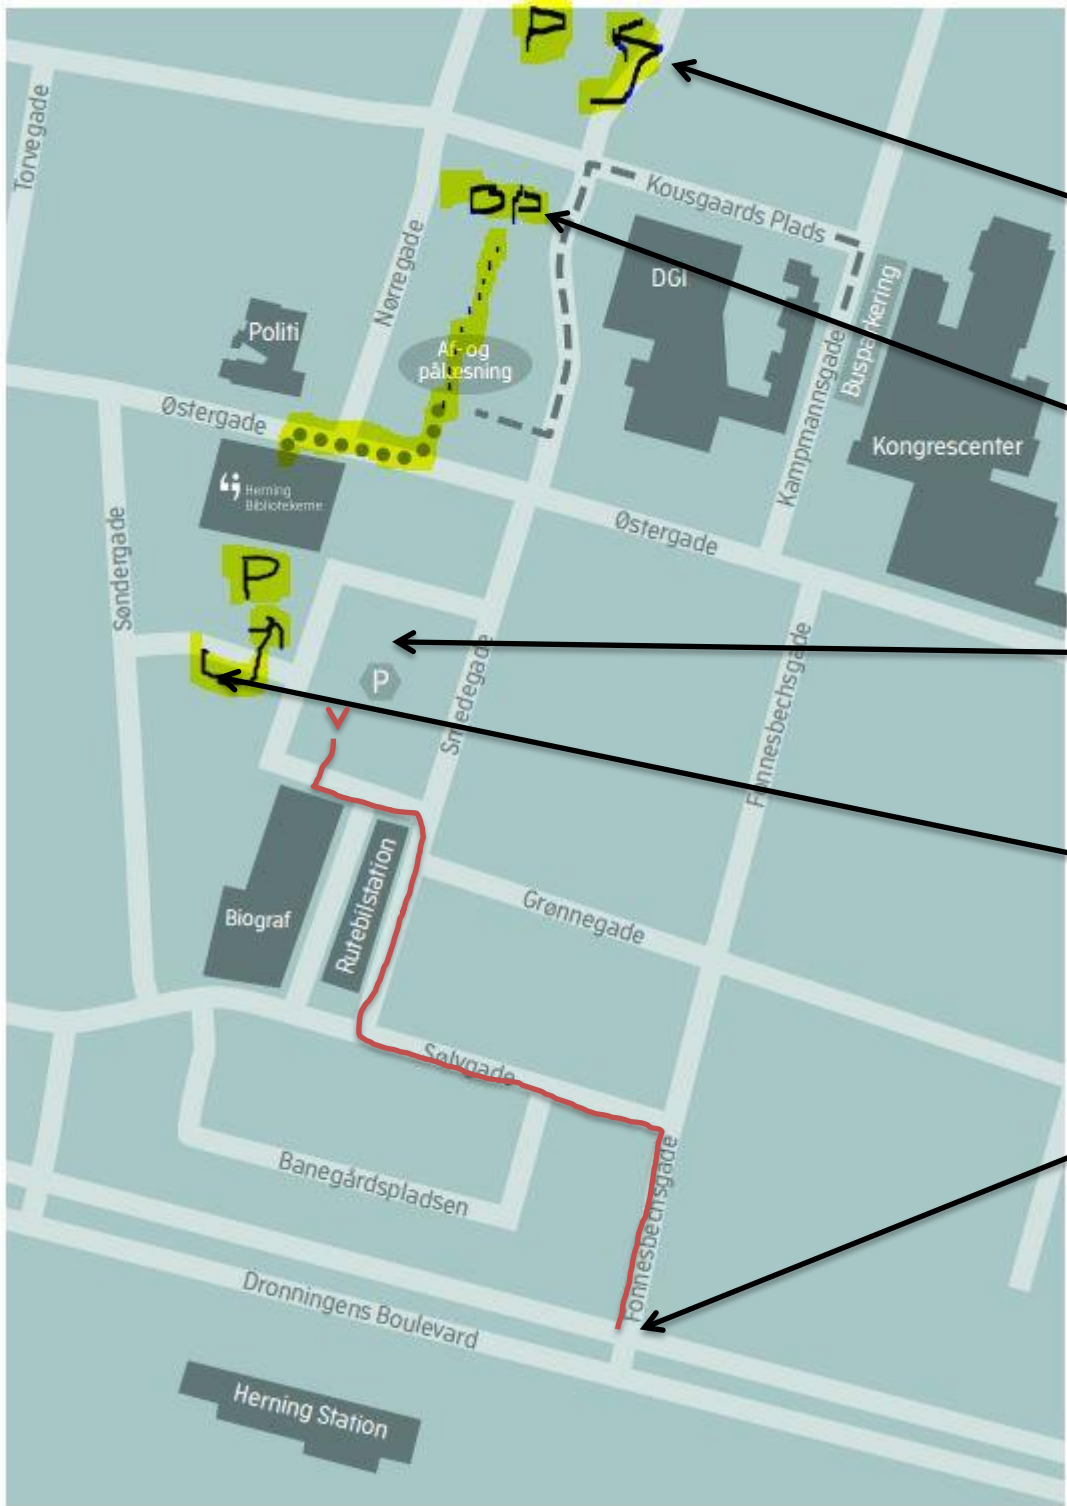 P
Torvegade
Kousgaards Plads
Nørregade
DGI
Busparkering
Politi
Af- og
pålæsning
Østergade
Kampmannsgade
Kongrescenter
Herning
Bibliotekerne
Østergade
Søndergade
P
P
Smedegade
Fonnesbechsgade
Rutebilstation
Biograf
Grønnegade
Sølvgade
Banegårdspladsen
Fonnesbechsgade
Dronningens Boulevard
Herning Station